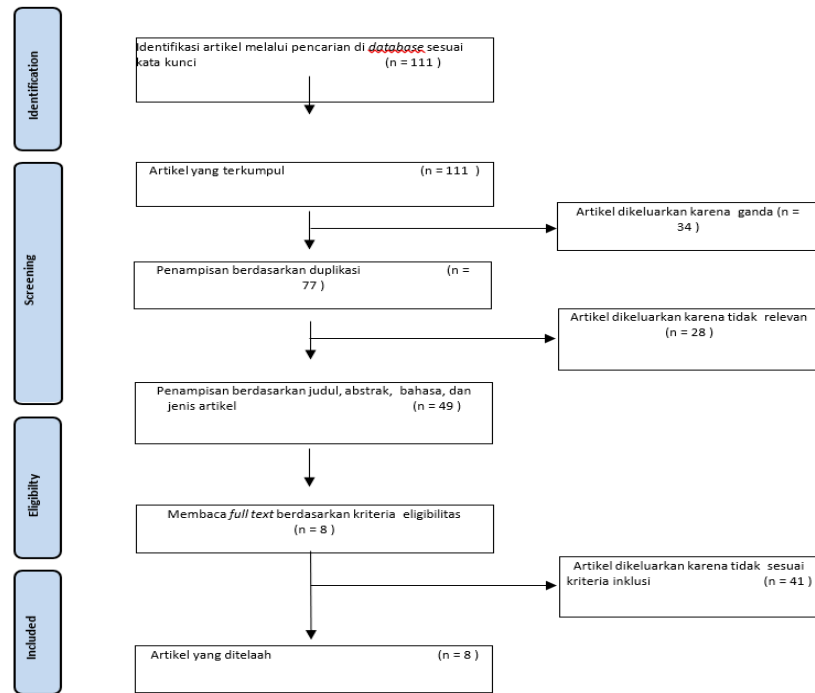 Identification
Identifikasi artikel melalui pencarian di database sesuai
kata kunci (n = 111 )
Screening
Artikel yang terkumpul (n = 111 )
Artikel dikeluarkan karena ganda (n =
34 )
Penampisan berdasarkan duplikasi (n =
77 )
Artikel dikeluarkan karena tidak relevan
(n = 28 )
Penampisan berdasarkan judul, abstrak, bahasa, dan
jenis artikel (n = 49 )
Eligibilty
Membaca full text berdasarkan kriteria eligibilitas
(n = 8 )
Artikel dikeluarkan karena tidak sesuai
kriteria inklusi (n = 41 )
Included
Artikel yang ditelaah (n = 8 )